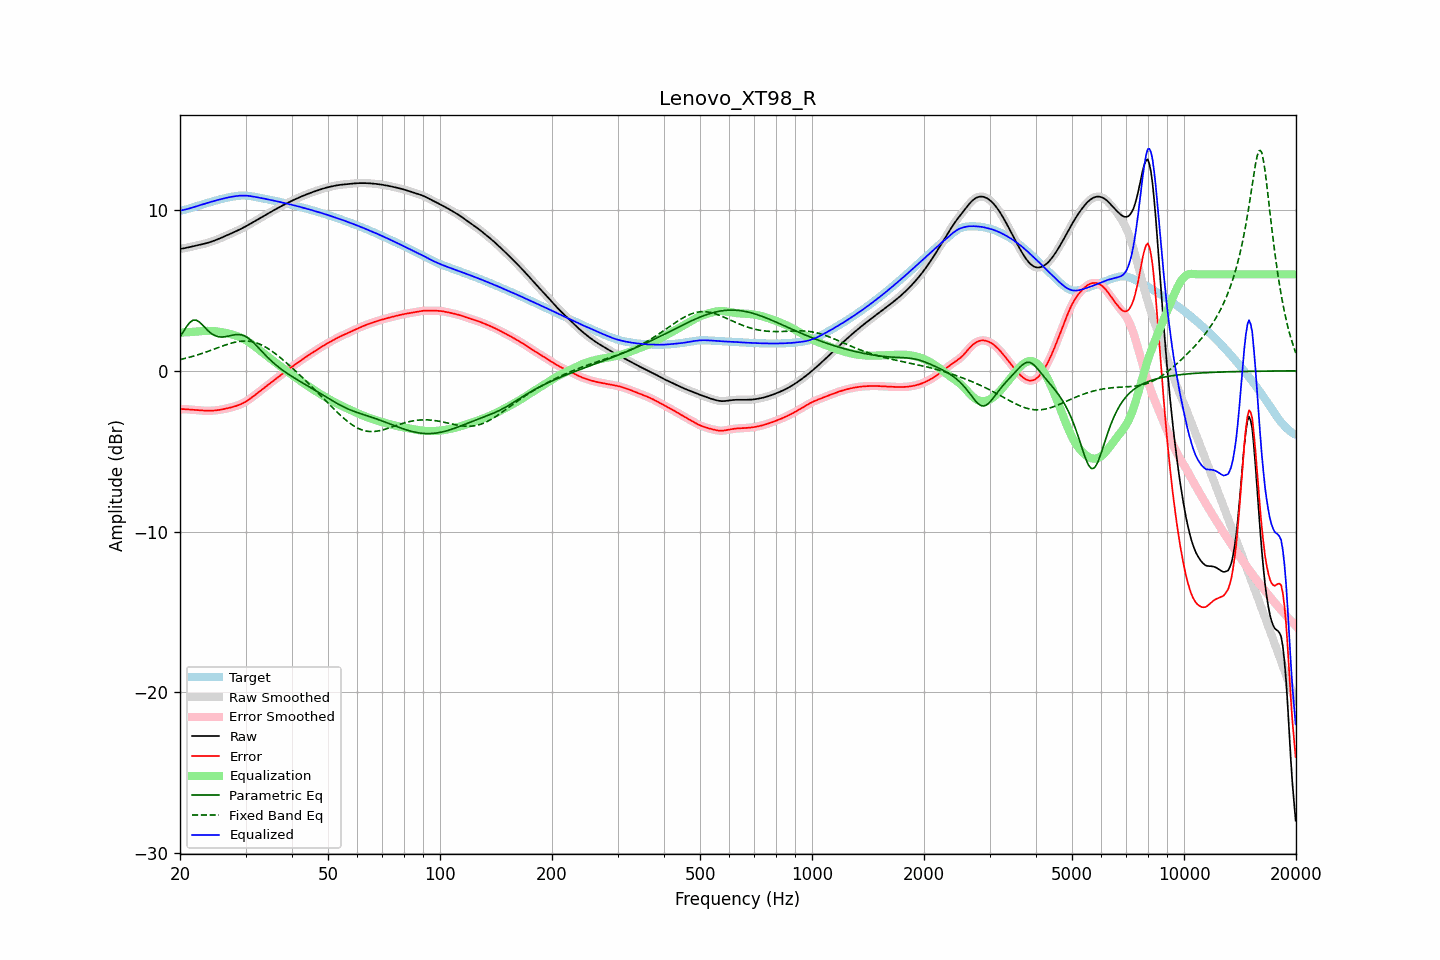 Lenovo_XT98_R
Amplitude (dBr)
10
0
−10
−20
−30
Target
Raw Smoothed
Error Smoothed
Raw
Error
Equalization
Parametric Eq
Fixed Band Eq
Equalized
20 50 100 200 500 1000 2000 5000 10000 20000
Frequency (Hz)